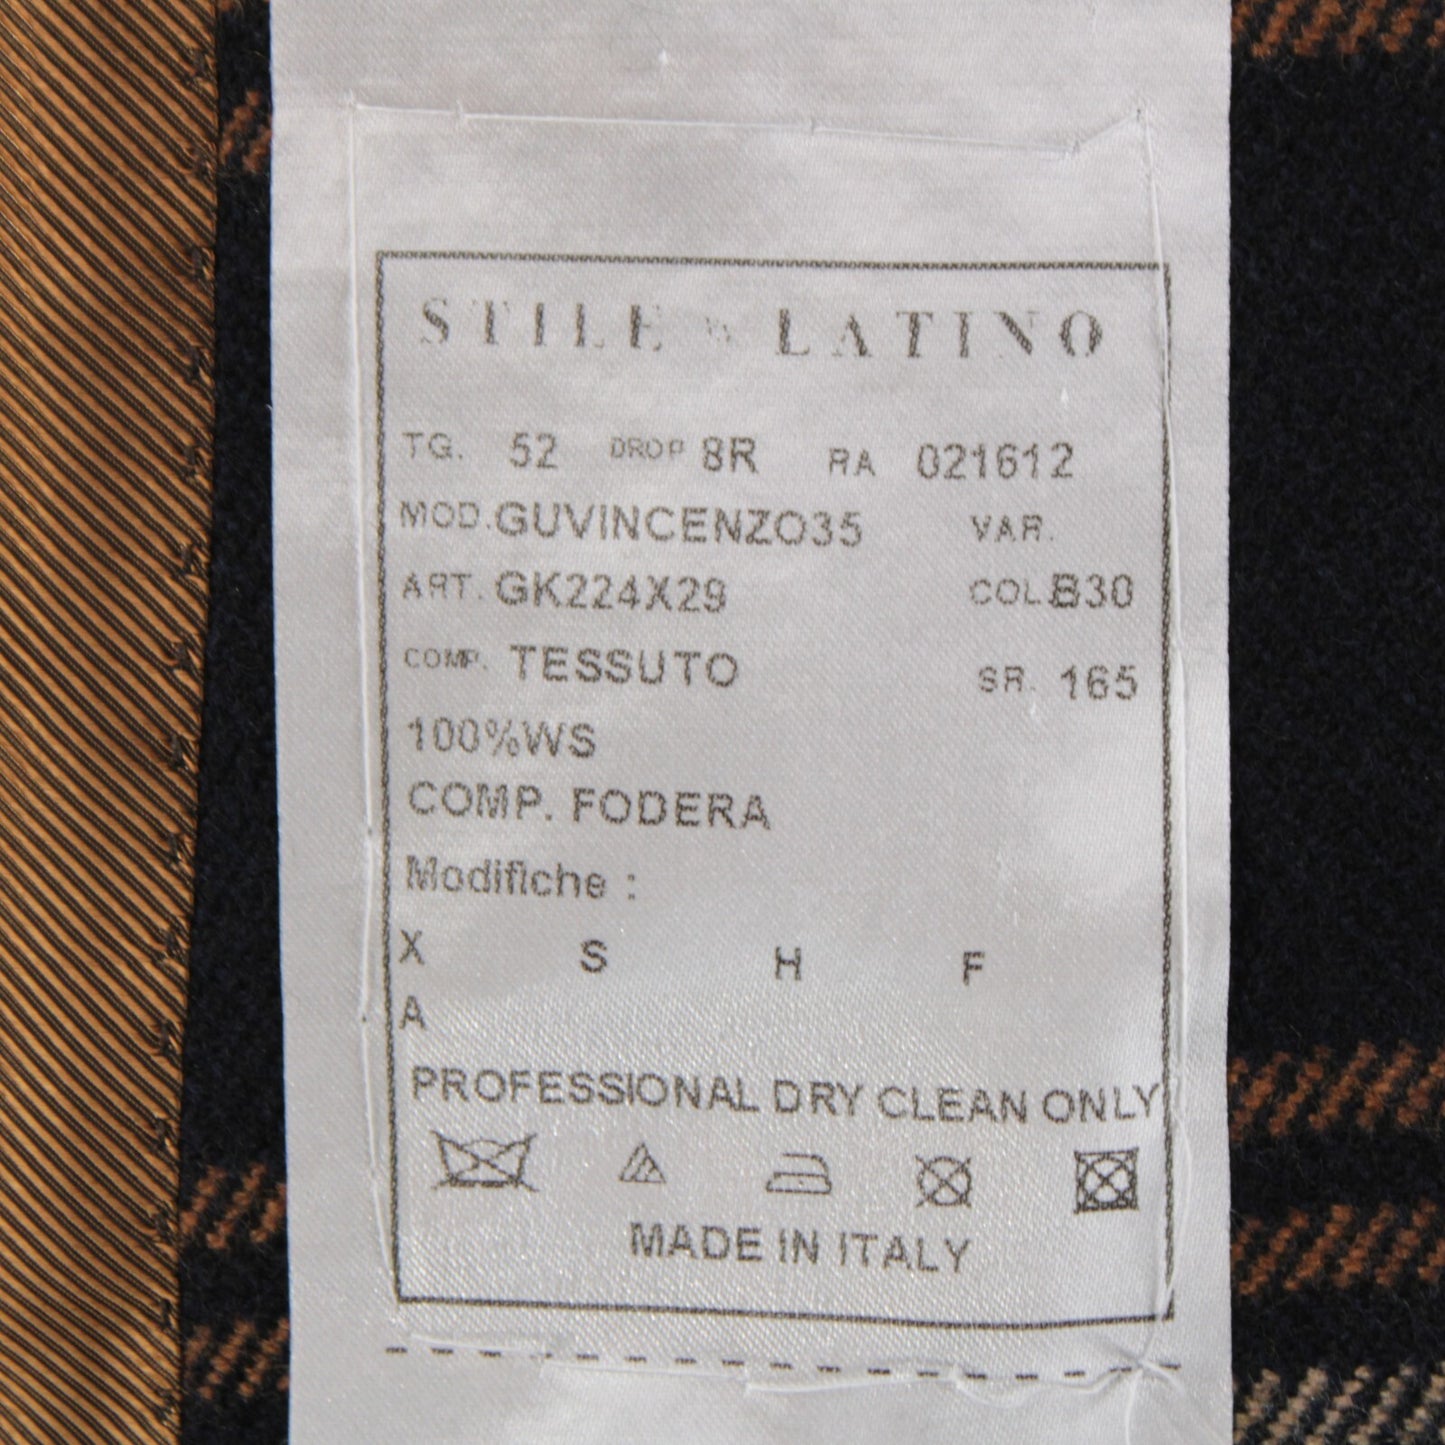 STILE LATINO
TG. 52 DROP 8R RA 021612
MOD. GUVINCENZO35 VAR.
ART. GK224X29 COL. B30
COMP. TESSUTO SR. 165
100%WS
COMP. FODERA
Modifiche :
X S H F
A
PROFESSIONAL DRY CLEAN ONLY
MADE IN ITALY